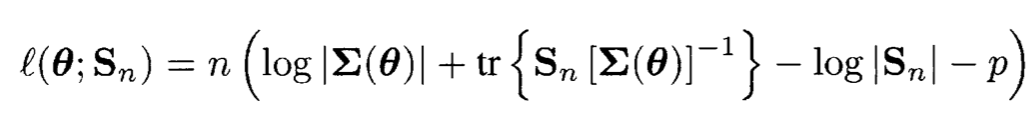 ℓ(θ; Sₙ) = n (log |Σ(θ)| + tr {Sₙ [Σ(θ)]⁻¹} − log |Sₙ| − p)